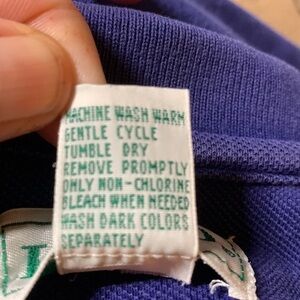 MACHINE WASH WARM
GENTLE CYCLE
TUMBLE DRY
REMOVE PROMPTLY
ONLY NON-CHLORINE
BLEACH WHEN NEEDED
WASH DARK COLORS
SEPARATELY